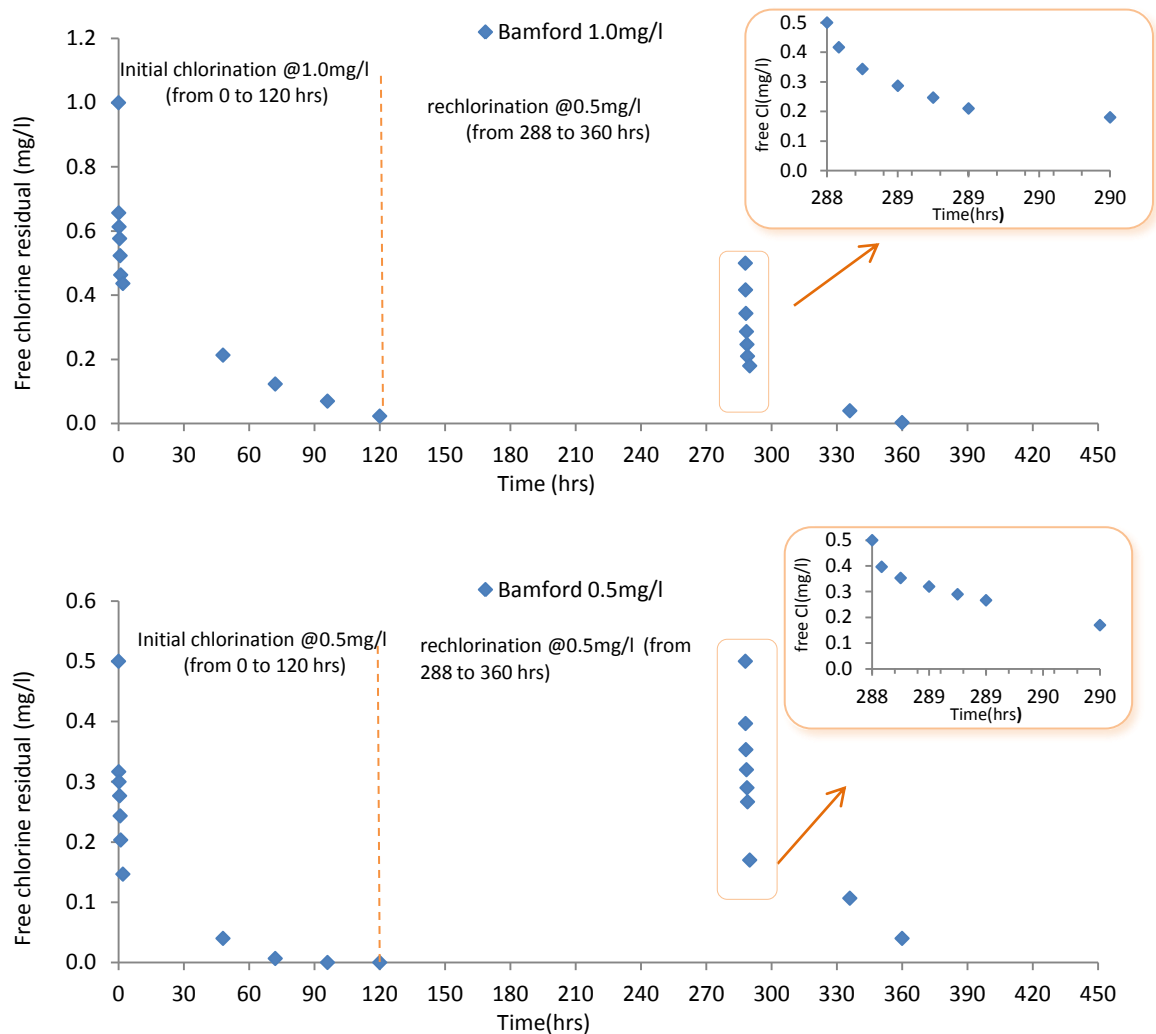 Bamford 1.0mg/l
Initial chlorination @1.0mg/l
(from 0 to 120 hrs)
rechlorination @0.5mg/l
(from 288 to 360 hrs)
Free chlorine residual (mg/l)
1.2
1.0
0.8
0.6
0.4
0.2
0.0
0 30 60 90 120 150 180 210 240 270 300 330 360 390 420 450
Time (hrs)
free Cl(mg/l)
0.5
0.4
0.3
0.2
0.1
0.0
288 289 289 290 290
Time(hrs)
Bamford 0.5mg/l
Initial chlorination @0.5mg/l
(from 0 to 120 hrs)
rechlorination @0.5mg/l (from
288 to 360 hrs)
Free chlorine residual (mg/l)
0.6
0.5
0.4
0.3
0.2
0.1
0.0
0 30 60 90 120 150 180 210 240 270 300 330 360 390 420 450
Time(hrs)
free Cl(mg/l)
0.5
0.4
0.3
0.2
0.1
0.0
288 289 289 290 290
Time(hrs)